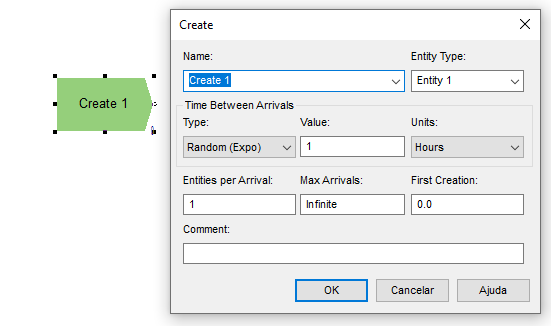 Create
Create 1
Name:
Entity Type:
Create 1
Entity 1
Time Between Arrivals
Type:
Value:
Units:
Random (Expo)
1
Hours
Entities per Arrival:
Max Arrivals:
First Creation:
1
Infinite
0.0
Comment:
OK
Cancelar
Ajuda